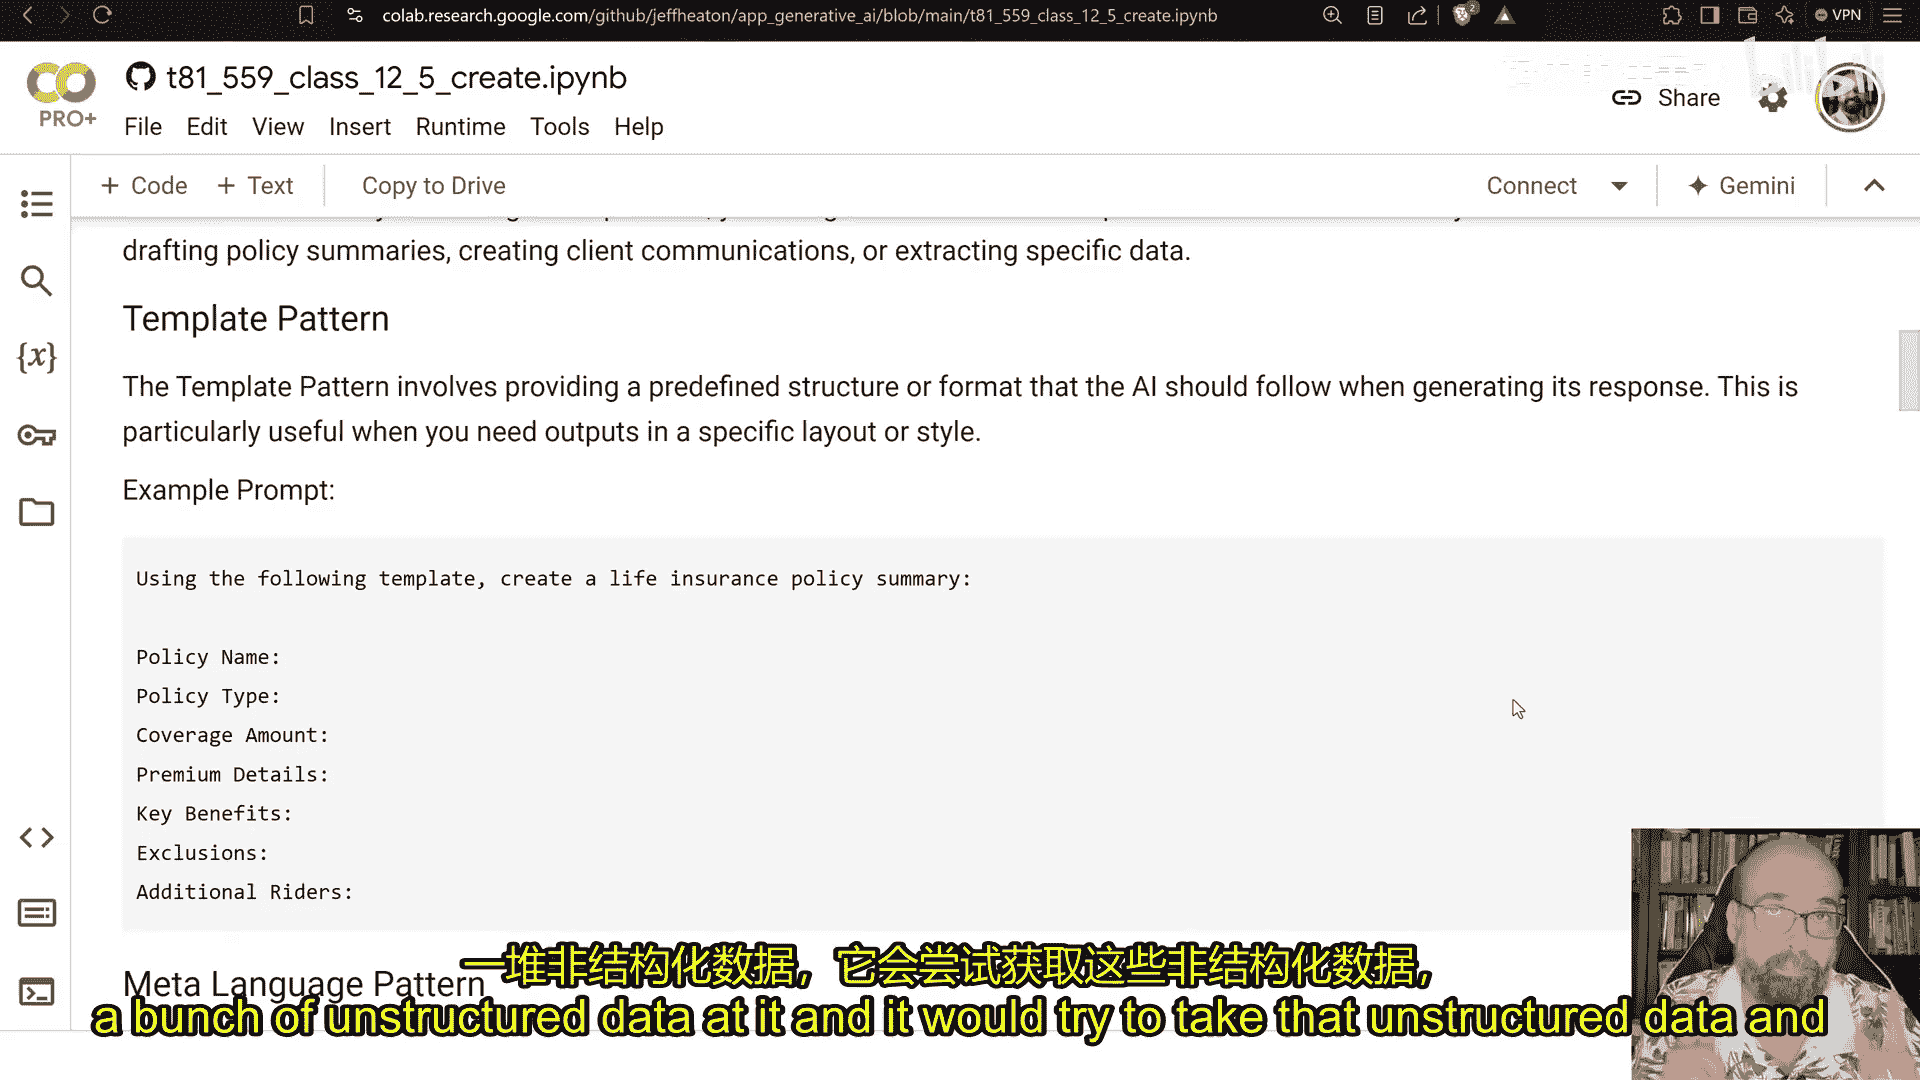 colab.research.google.com/github/jeffheaton/app_generative_ai/blob/main/t81_559_class_12_5_create.ipynb
2
VPN
CO
PRO+
t81_559_class_12_5_create.ipynb
File Edit View Insert Runtime Tools Help
Share
bilibili
+ Code + Text Copy to Drive
Connect
Gemini
drafting policy summaries, creating client communications, or extracting specific data.
Template Pattern
The Template Pattern involves providing a predefined structure or format that the AI should follow when generating its response. This is
particularly useful when you need outputs in a specific layout or style.
Example Prompt:
Using the following template, create a life insurance policy summary:
Policy Name:
Policy Type:
Coverage Amount:
Premium Details:
Key Benefits:
Exclusions:
Additional Riders:
Meta Language Pattern
一堆非结构化数据，它会尝试获取这些非结构化数据，
a bunch of unstructured data at it and it would try to take that unstructured data and